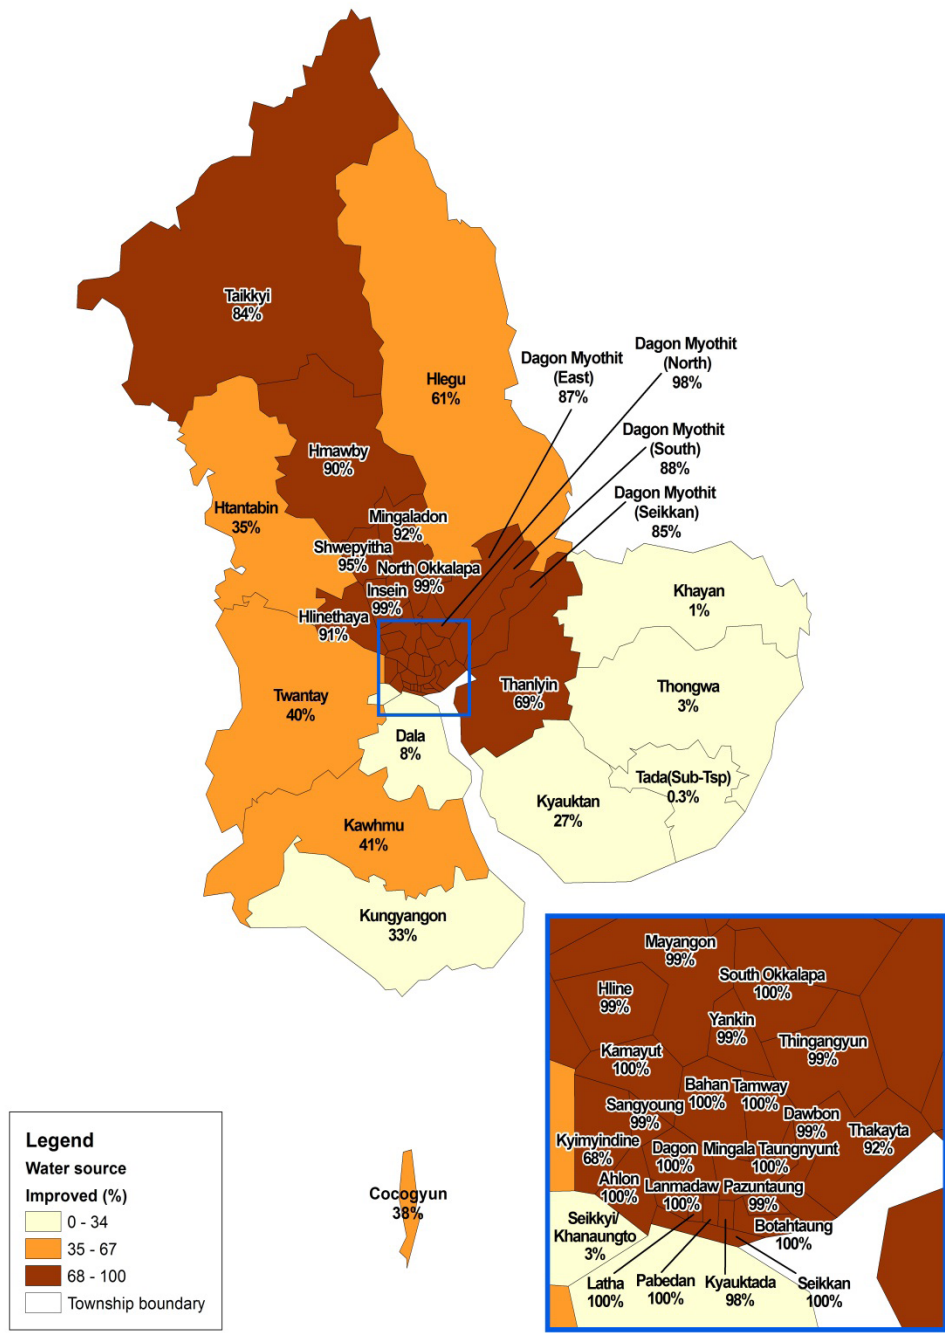 Taikkyi
84%
Hlegu
61%
Dagon Myothit
(East)
87%
Dagon Myothit
(North)
98%
Dagon Myothit
(South)
88%
Dagon Myothit
(Seikkan)
85%
Hmawby
90%
Htantabin
35%
Mingaladon
92%
Shwepyitha
95%
North Okkalapa
99%
Insein
99%
Hlinethaya
91%
Khayan
1%
Twantay
40%
Thanlyin
69%
Thongwa
3%
Dala
8%
Tada(Sub-Tsp)
0.3%
Kyauktan
27%
Kawhmu
41%
Kungyangon
33%
Mayangon
99%
South Okkalapa
100%
Hline
99%
Yankin
99%
Thingangyun
99%
Kamayut
100%
Bahan
100%
Tamway
100%
Sangyoung
99%
Dawbon
99%
Thakayta
92%
Kyimyindine
68%
Dagon
100%
Mingala Taungnyunt
100%
Ahlon
100%
Lanmadaw
100%
Pazuntaung
99%
Seikkyi/
Khanaungto
3%
Botahtaung
100%
Latha
100%
Pabedan
100%
Kyauktada
98%
Seikkan
100%
Cocogyun
38%
Legend
Water source
Improved (%)
0 - 34
35 - 67
68 - 100
Township boundary